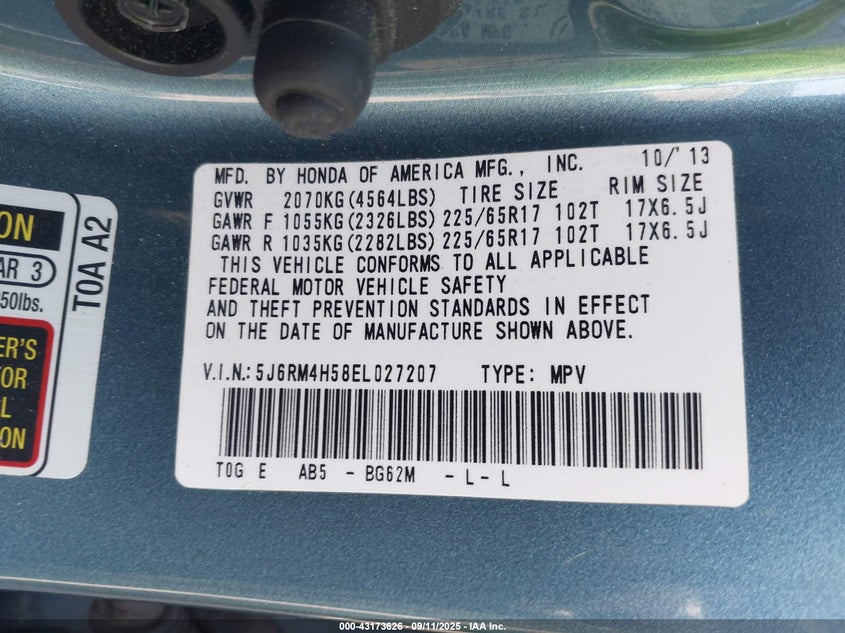 MFD. BY HONDA OF AMERICA MFG., INC. 10/'13
GVWR 2070KG(4564LBS) TIRE SIZE RIM SIZE
GAWR F 1055KG(2326LBS) 225/65R17 102T 17X6.5J
GAWR R 1035KG(2282LBS) 225/65R17 102T 17X6.5J
THIS VEHICLE CONFORMS TO ALL APPLICABLE
FEDERAL MOTOR VEHICLE SAFETY
AND THEFT PREVENTION STANDARDS IN EFFECT
ON THE DATE OF MANUFACTURE SHOWN ABOVE.
V.I.N.: 5J6RM4H58EL027207 TYPE: MPV
T0G E AB5 - BG62M - L - L
ON
AR 3
50lbs.
ER'S
TOR
L
ON
T0A A2
000-43173626 - 09/11/2025 - IAA Inc.